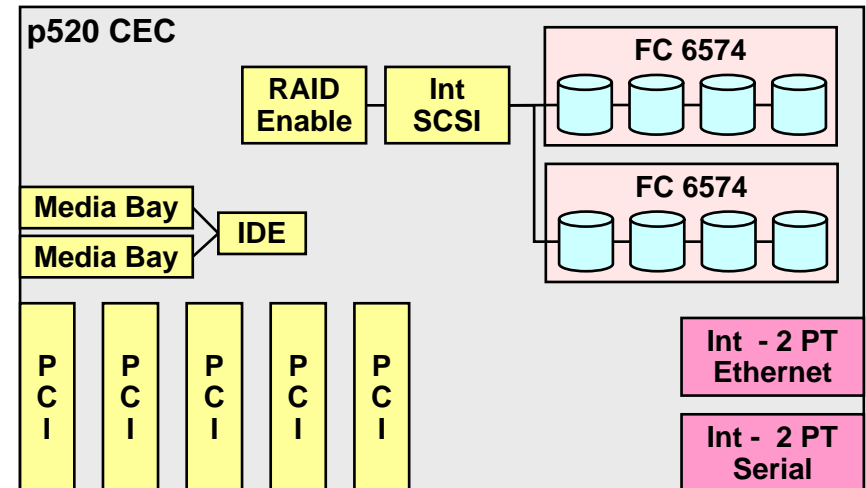 p520 CEC
FC 6574
RAID
Enable
Int
SCSI
FC 6574
Media Bay
Media Bay
IDE
P
C
I
P
C
I
P
C
I
P
C
I
P
C
I
Int - 2 PT
Ethernet
Int - 2 PT
Serial